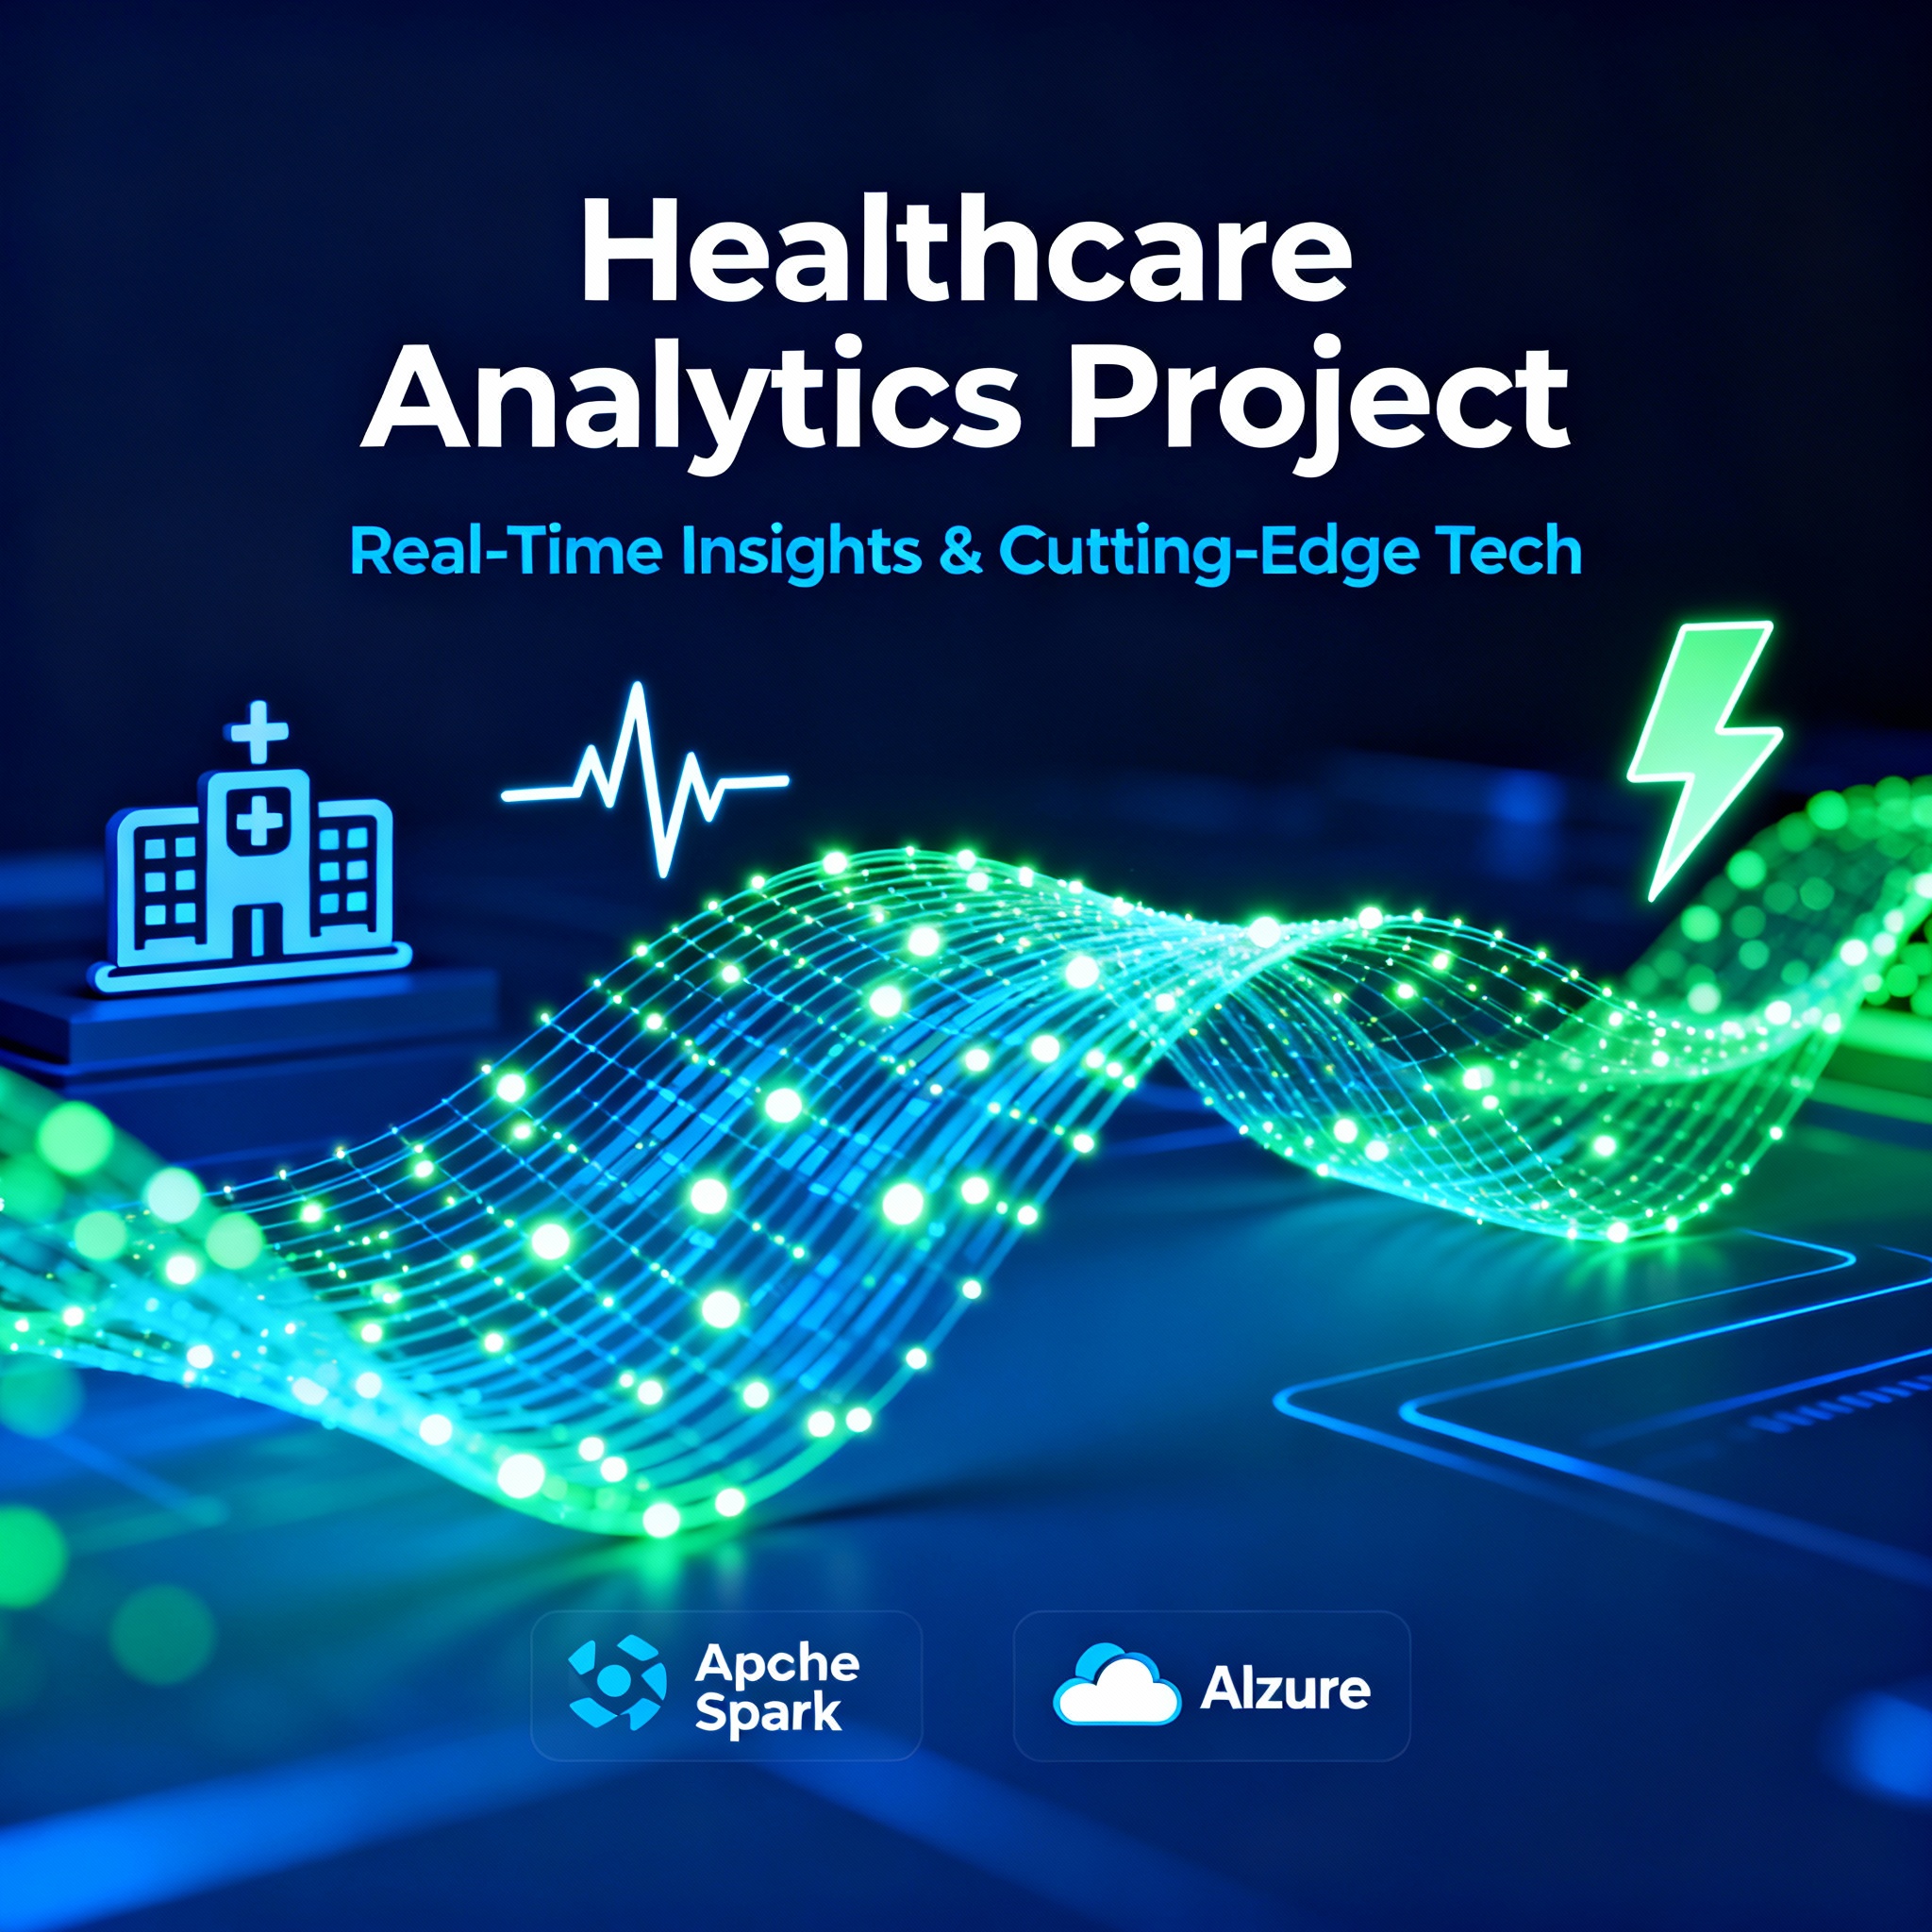 Healthcare
Analytics Project
Real-Time Insights & Cutting-Edge Tech
Apche
Spark
Alzure